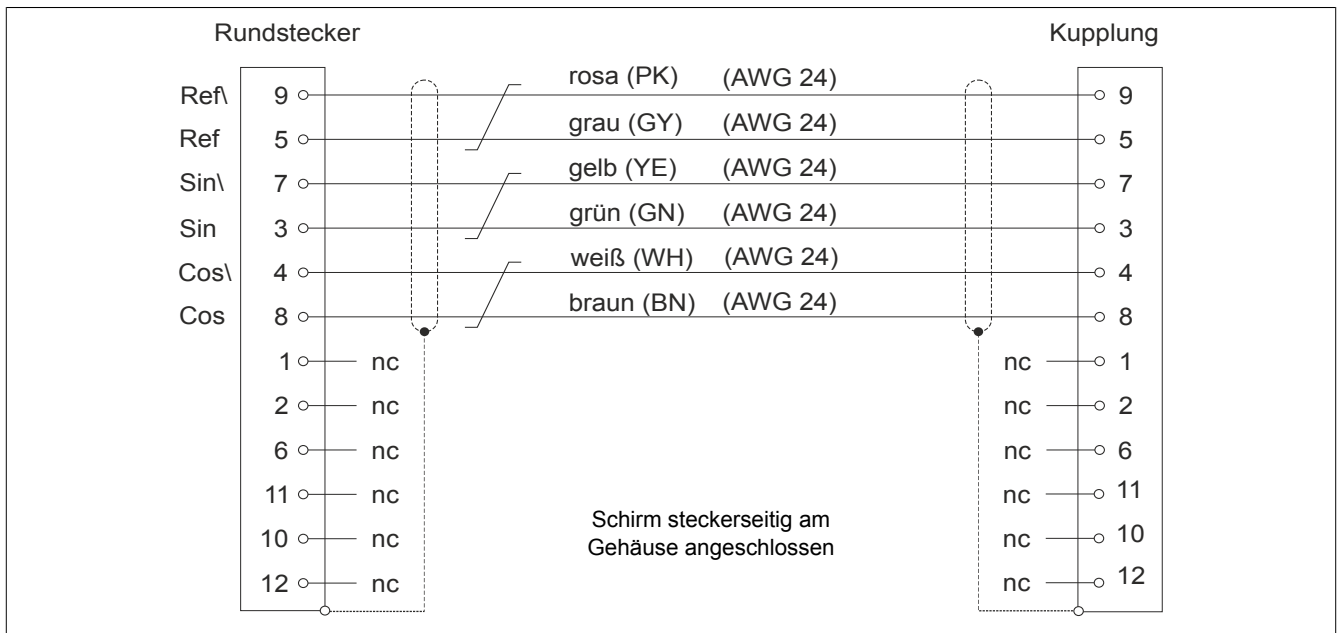 Rundstecker Kupplung
Ref\ 9 rosa (PK) (AWG 24) 9
Ref 5 grau (GY) (AWG 24) 5
Sin\ 7 gelb (YE) (AWG 24) 7
Sin 3 grün (GN) (AWG 24) 3
Cos\ 4 weiß (WH) (AWG 24) 4
Cos 8 braun (BN) (AWG 24) 8
1 nc nc 1
2 nc nc 2
6 nc nc 6
11 nc nc 11
10 nc nc 10
12 nc nc 12
Schirm steckerseitig am
Gehäuse angeschlossen